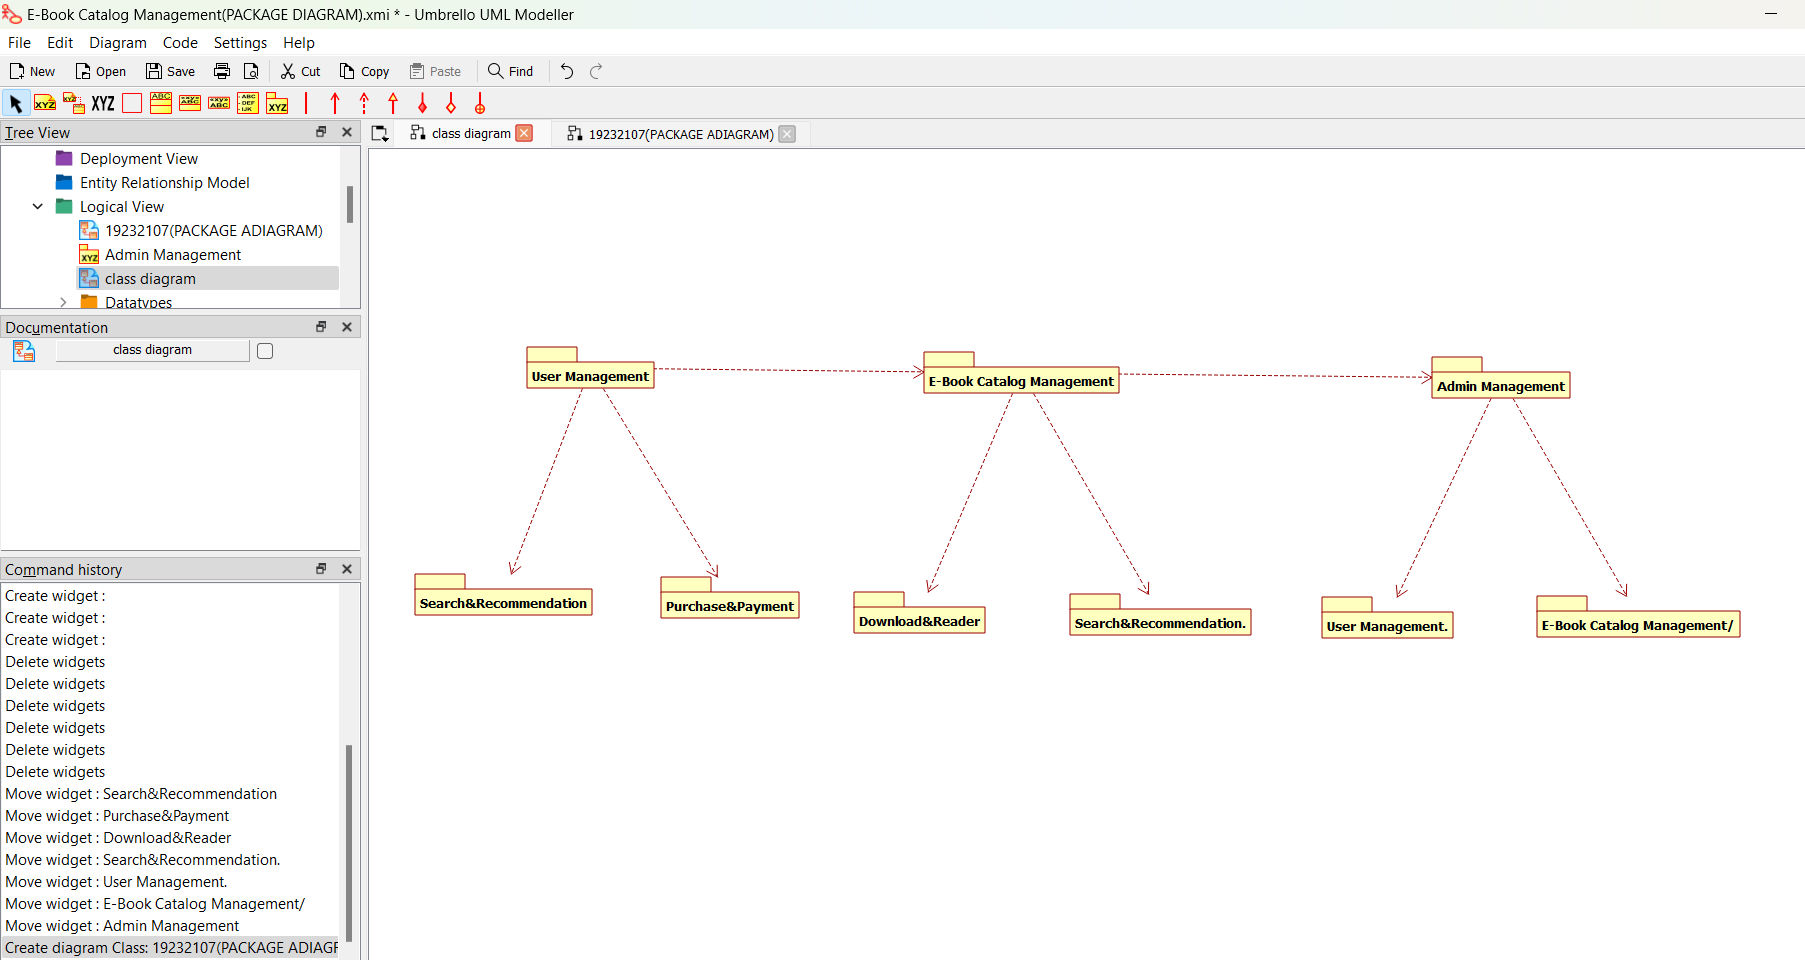 E-Book Catalog Management(PACKAGE DIAGRAM).xmi * - Umbrello UML Modeller
File Edit Diagram Code Settings Help
New Open Save Cut Copy Paste Find
XYZ XYZ XYZ ABC XYZ
Tree View
class diagram
19232107(PACKAGE ADIAGRAM)
Deployment View
Entity Relationship Model
Logical View
19232107(PACKAGE ADIAGRAM)
XYZ Admin Management
class diagram
Datatypes
Documentation
class diagram
User Management
E-Book Catalog Management
Admin Management
Search&Recommendation
Purchase&Payment
Download&Reader
Search&Recommendation.
User Management.
E-Book Catalog Management/
Command history
Create widget :
Create widget :
Create widget :
Delete widgets
Delete widgets
Delete widgets
Delete widgets
Delete widgets
Delete widgets
Move widget : Search&Recommendation
Move widget : Purchase&Payment
Move widget : Download&Reader
Move widget : Search&Recommendation.
Move widget : User Management.
Move widget : E-Book Catalog Management/
Move widget : Admin Management
Create diagram Class: 19232107(PACKAGE ADIAGR